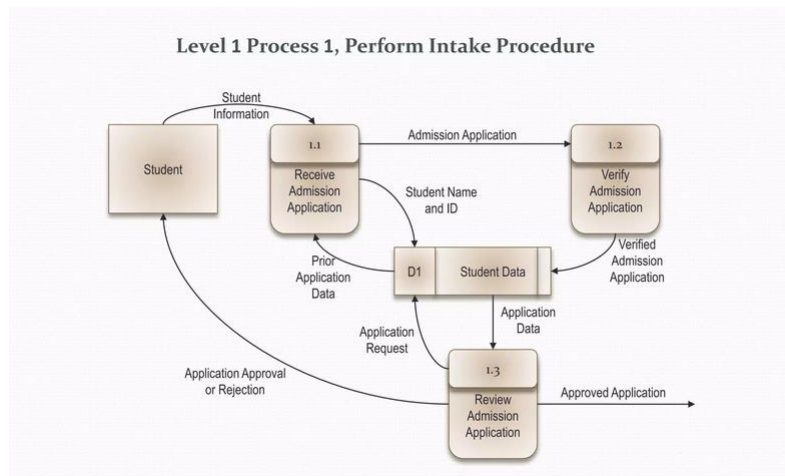 Level 1 Process 1, Perform Intake Procedure
Student
Information
Student
1.1
Receive
Admission
Application
Admission Application
1.2
Verify
Admission
Application
Student Name
and ID
Prior
Application
Data
D1
Student Data
Verified
Admission
Application
Application
Request
Application
Data
1.3
Review
Admission
Application
Application Approval
or Rejection
Approved Application